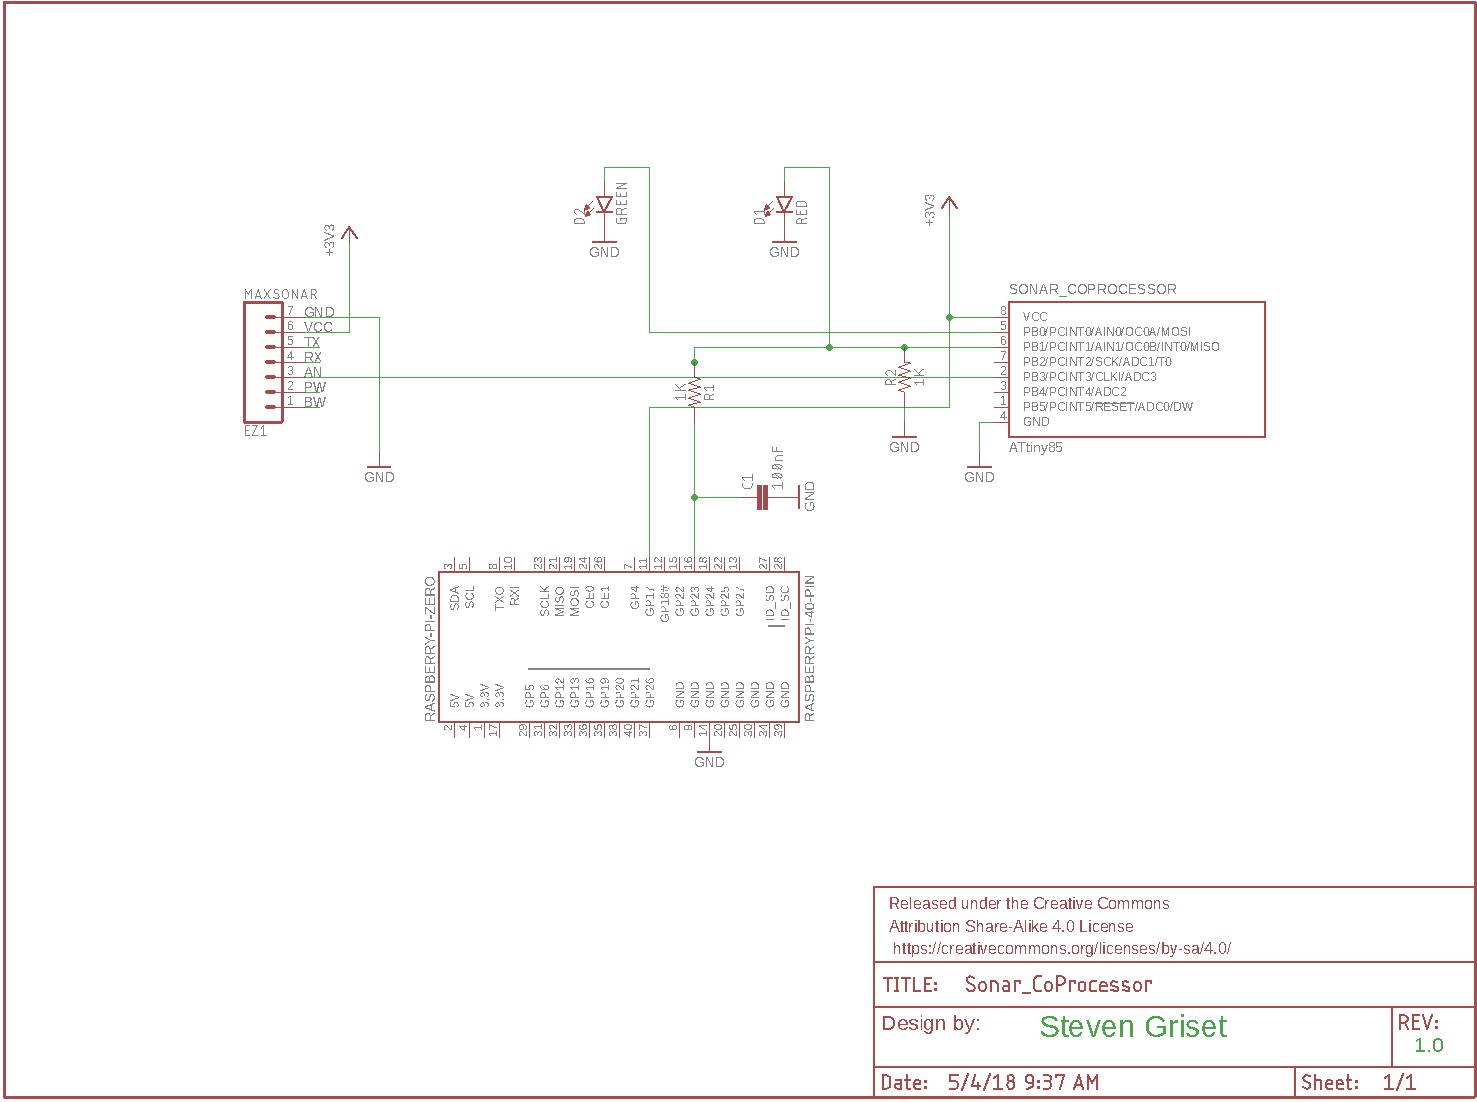 GREEN
D2
GND
RED
D1
GND
+3V3
+3V3
MAXSONAR
7 GND
6 VCC
5 TX
4 RX
3 AN
2 PW
1 BW
EZ1
GND
SONAR_COPROCESSOR
8 VCC
5 PB0/PCINT0/AIN0/OC0A/MOSI
6 PB1/PCINT1/AIN1/OC0B/INT0/MISO
7 PB2/PCINT2/SCK/ADC1/T0
2 PB3/PCINT3/CLKI/ADC3
3 PB4/PCINT4/ADC2
1 PB5/PCINT5/RESET/ADC0/DW
4 GND
ATtiny85
GND
1K
R1
R2
1K
GND
C1
100nF
GND
RASPBERRY-PI-ZERO
3 5 8 10 23 21 19 24 26 7 11 12 15 16 18 22 13 27 28
SDA SCL TXO RXI SCLK MISO MOSI CE0 CE1 GP4 GP17 GP18# GP22 GP23 GP24 GP25 GP27 ID_SD ID_SC
5V 5V 3.3V 3.3V GP5 GP6 GP12 GP13 GP16 GP19 GP20 GP21 GP26 GND GND GND GND GND GND GND GND
2 4 1 17 29 31 32 33 36 35 38 40 37 6 9 14 20 25 30 34 39
RASPBERRYPI-40-PIN
GND
Released under the Creative Commons
Attribution Share-Alike 4.0 License
https://creativecommons.org/licenses/by-sa/4.0/
TITLE: Sonar_CoProcessor
Design by: Steven Griset
REV:
1.0
Date: 5/4/18 9:37 AM
Sheet: 1/1